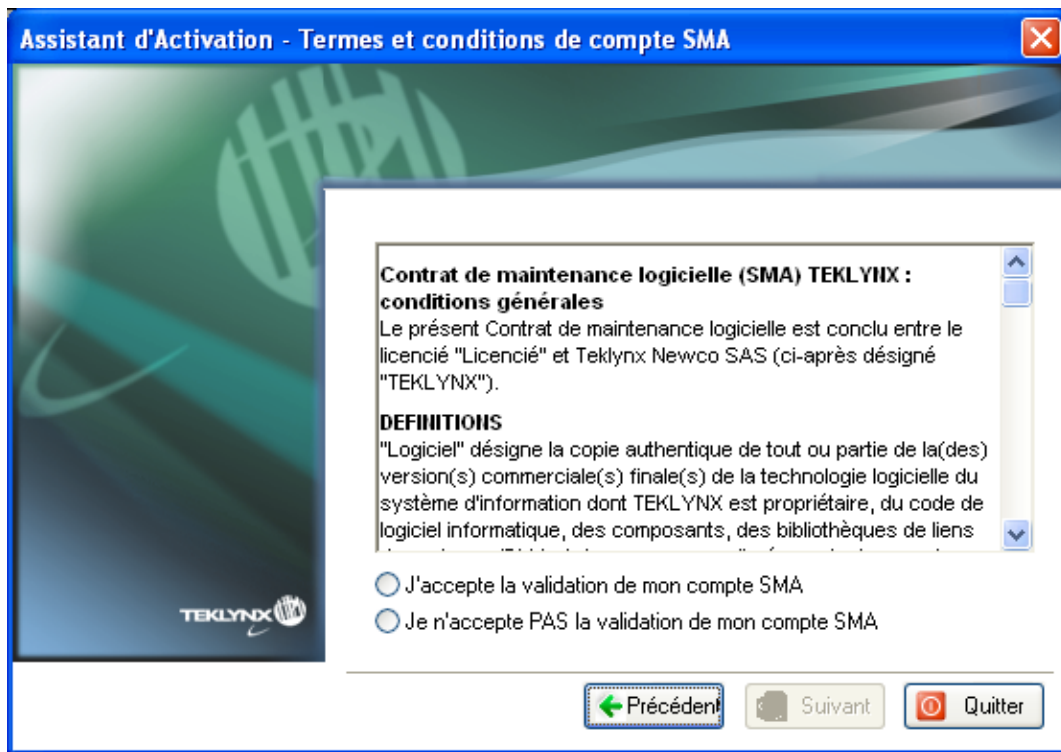 Assistant d'Activation - Termes et conditions de compte SMA
Contrat de maintenance logicielle (SMA) TEKLYNX :
conditions générales
Le présent Contrat de maintenance logicielle est conclu entre le
licencié "Licencié" et Teklynx Newco SAS (ci-après désigné
"TEKLYNX").
DEFINITIONS
"Logiciel" désigne la copie authentique de tout ou partie de la(des)
version(s) commerciale(s) finale(s) de la technologie logicielle du
système d'information dont TEKLYNX est propriétaire, du code de
logiciel informatique, des composants, des bibliothèques de liens
J'accepte la validation de mon compte SMA
Je n'accepte PAS la validation de mon compte SMA
TEKLYNX
Précéden
Suivant
Quitter